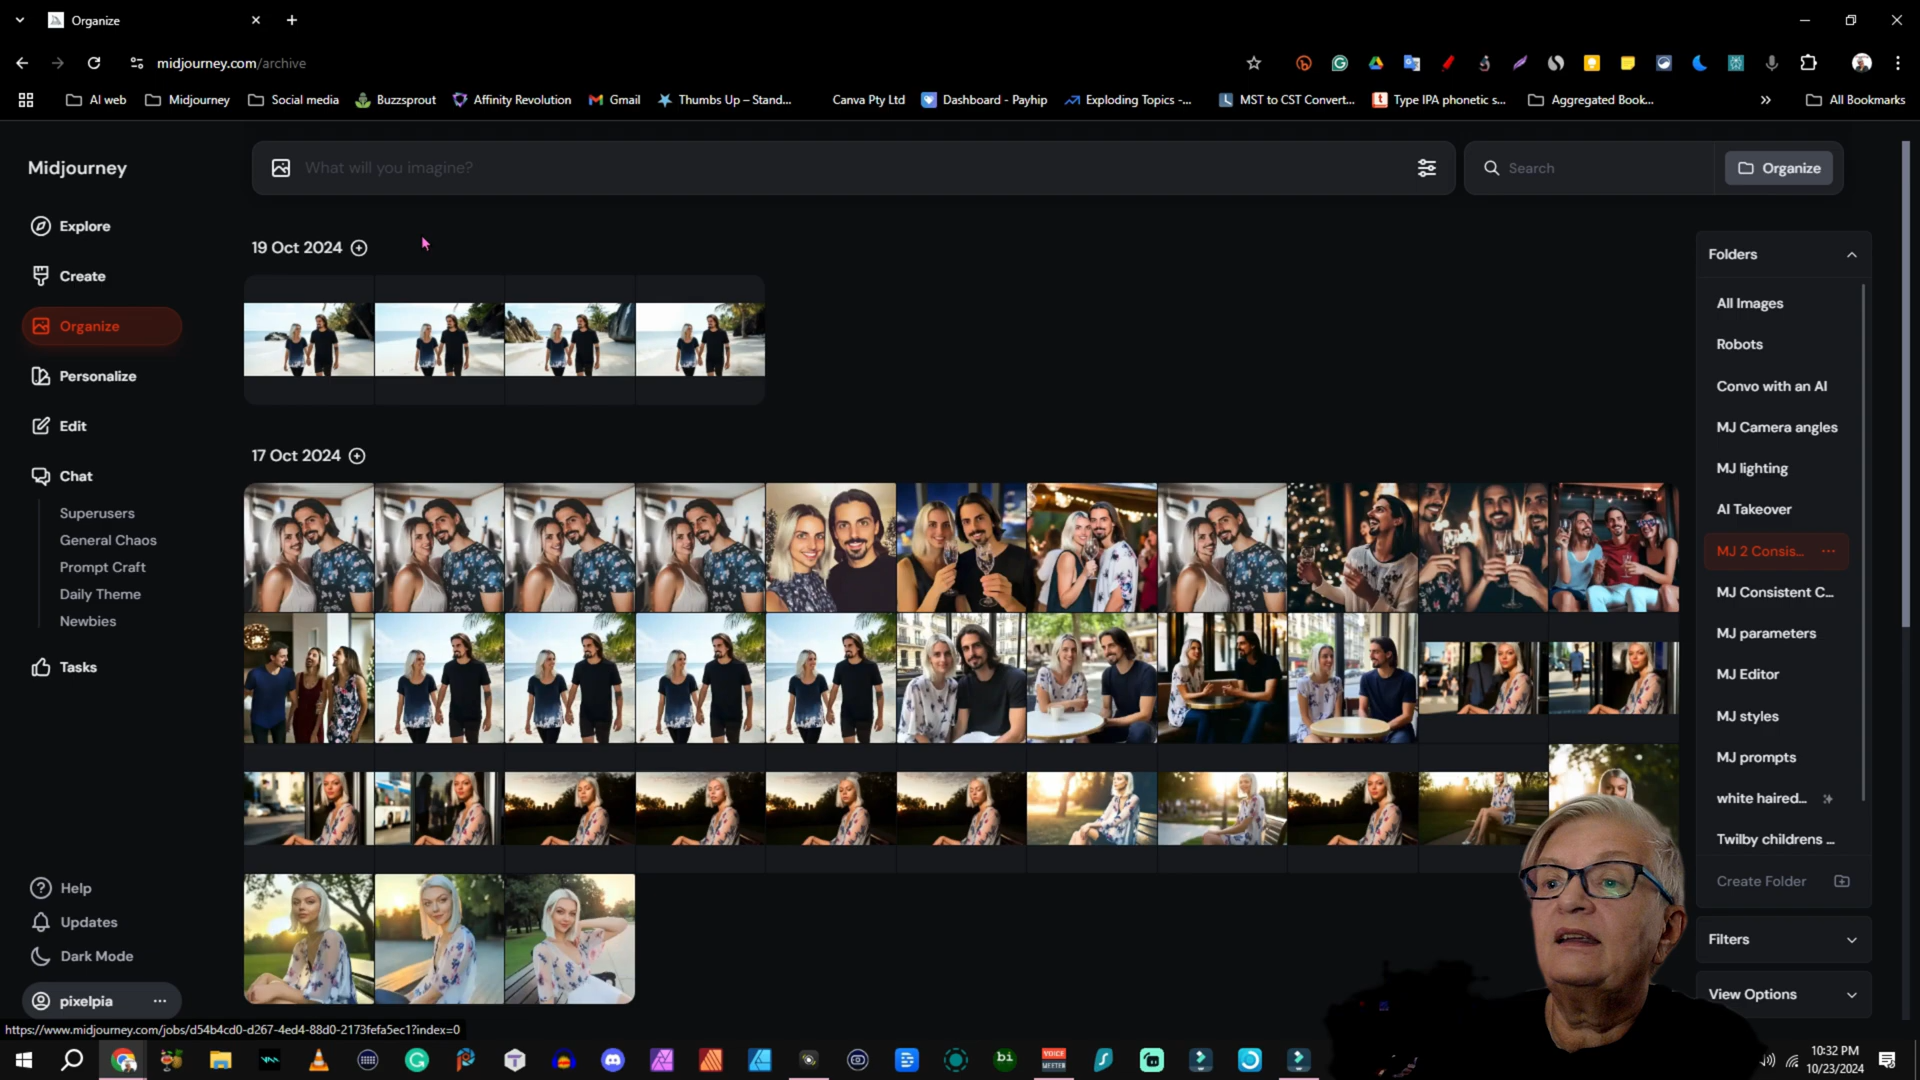 Organize
midjourney.com/archive
AI web
Midjourney
Social media
Buzzsprout
Affinity Revolution
Gmail
Thumbs Up – Stand...
Canva Pty Ltd
Dashboard - Payhip
Exploding Topics -...
MST to CST Convert...
Type IPA phonetic s...
Aggregated Book...
All Bookmarks
Midjourney
What will you imagine?
Search
Organize
Explore
Create
Organize
Personalize
Edit
Chat
Superusers
General Chaos
Prompt Craft
Daily Theme
Newbies
Tasks
Help
Updates
Dark Mode
pixelpia
19 Oct 2024
17 Oct 2024
Folders
All Images
Robots
Convo with an AI
MJ Camera angles
MJ lighting
AI Takeover
MJ 2 Consis...
MJ Consistent C...
MJ parameters
MJ Editor
MJ styles
MJ prompts
white haired...
Twilby childrens ...
Create Folder
Filters
View Options
https://www.midjourney.com/jobs/d54b4cd0-d267-4ed4-88d0-2173fefa5ec1?index=0
bi
VOICE
MEETER
10:32 PM
10/23/2024